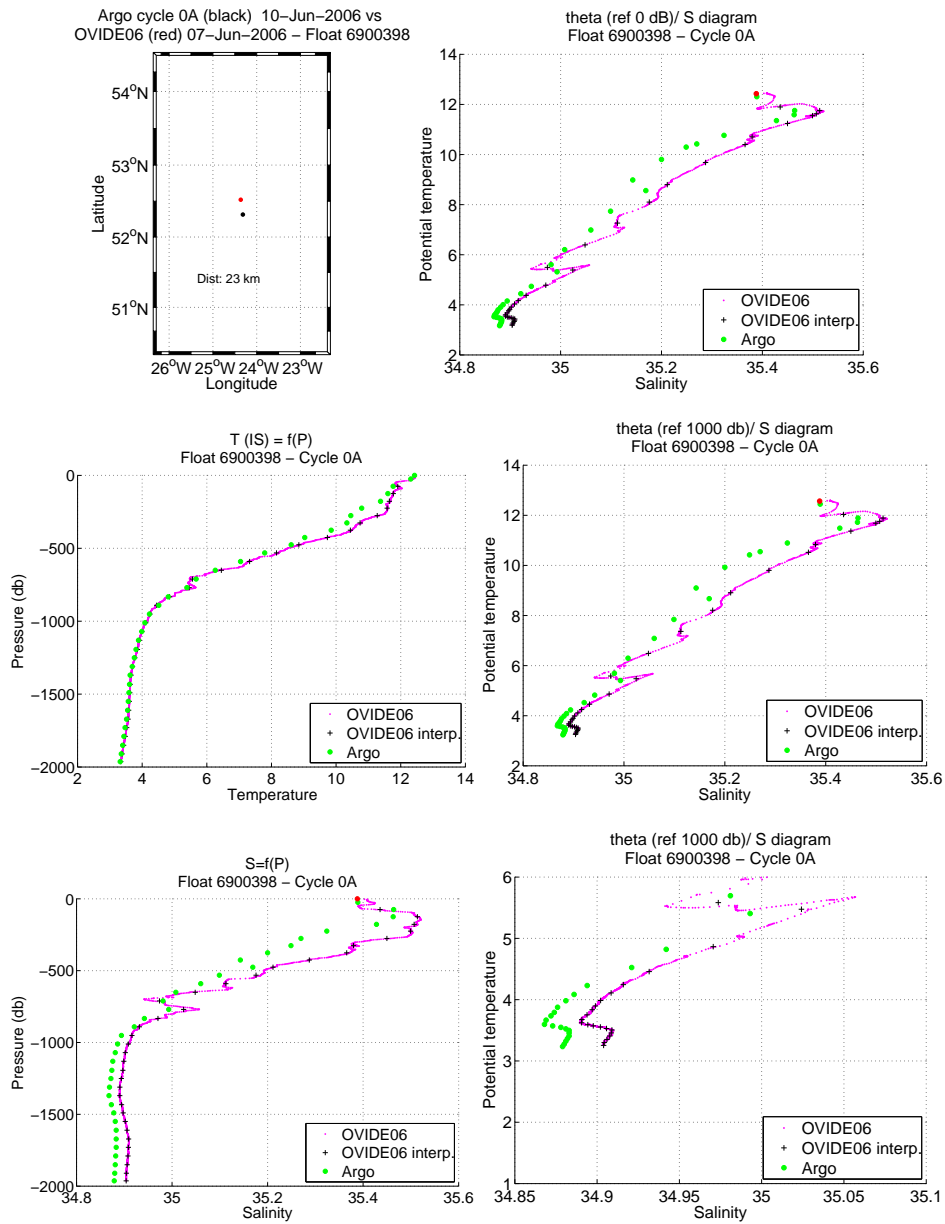 Argo cycle 0A (black)  10−Jun−2006 vs
OVIDE06 (red) 07−Jun−2006 − Float 6900398
54oN
53oN
52oN
51oN
Latitude
Dist: 23 km
26oW 25oW 24oW 23oW
Longitude
theta (ref 0 dB)/ S diagram
Float 6900398 − Cycle 0A
14
12
10
8
6
4
2
Potential temperature
OVIDE06
OVIDE06 interp.
Argo
34.8 35 35.2 35.4 35.6
Salinity
T (IS) = f(P)
Float 6900398 − Cycle 0A
0
−500
−1000
−1500
−2000
Pressure (db)
OVIDE06
OVIDE06 interp.
Argo
2 4 6 8 10 12 14
Temperature
theta (ref 1000 db)/ S diagram
Float 6900398 − Cycle 0A
14
12
10
8
6
4
2
Potential temperature
OVIDE06
OVIDE06 interp.
Argo
34.8 35 35.2 35.4 35.6
Salinity
S=f(P)
Float 6900398 − Cycle 0A
0
−500
−1000
−1500
−2000
Pressure (db)
OVIDE06
OVIDE06 interp.
Argo
34.8 35 35.2 35.4 35.6
Salinity
theta (ref 1000 db)/ S diagram
Float 6900398 − Cycle 0A
6
5
4
3
2
1
Potential temperature
OVIDE06
OVIDE06 interp.
Argo
34.85 34.9 34.95 35 35.05 35.1
Salinity